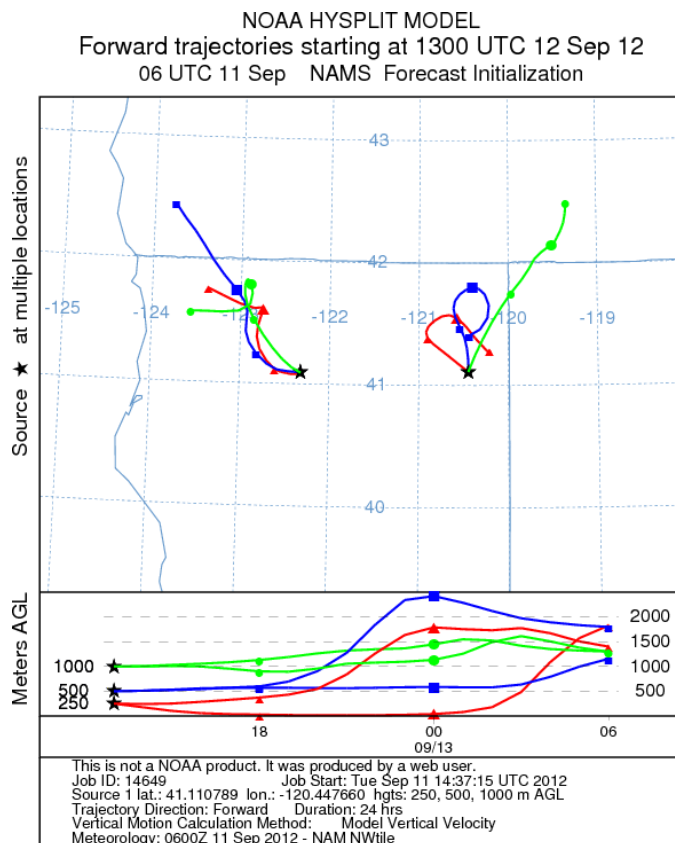 NOAA HYSPLIT MODEL
Forward trajectories starting at 1300 UTC 12 Sep 12
06 UTC 11 Sep NAMS Forecast Initialization
Source ★ at multiple locations
43
42
-125
-124
-122
-121
-120
-119
41
40
Meters AGL
2000
1500
1000
1000
500
500
250
18
00
06
09/13
This is not a NOAA product. It was produced by a web user.
Job ID: 14649 Job Start: Tue Sep 11 14:37:15 UTC 2012
Source 1 lat.: 41.110789 lon.: -120.447660 hgts: 250, 500, 1000 m AGL
Trajectory Direction: Forward Duration: 24 hrs
Vertical Motion Calculation Method: Model Vertical Velocity
Meteorology: 0600Z 11 Sep 2012 - NAM NWtile